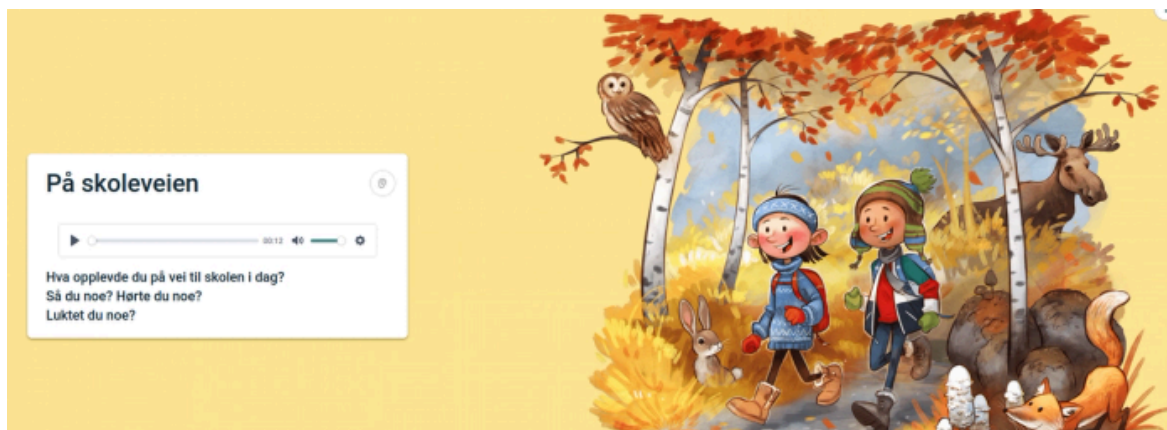 På skoleveien
00:12
Hva opplevde du på vei til skolen i dag?
Så du noe? Hørte du noe?
Luktet du noe?